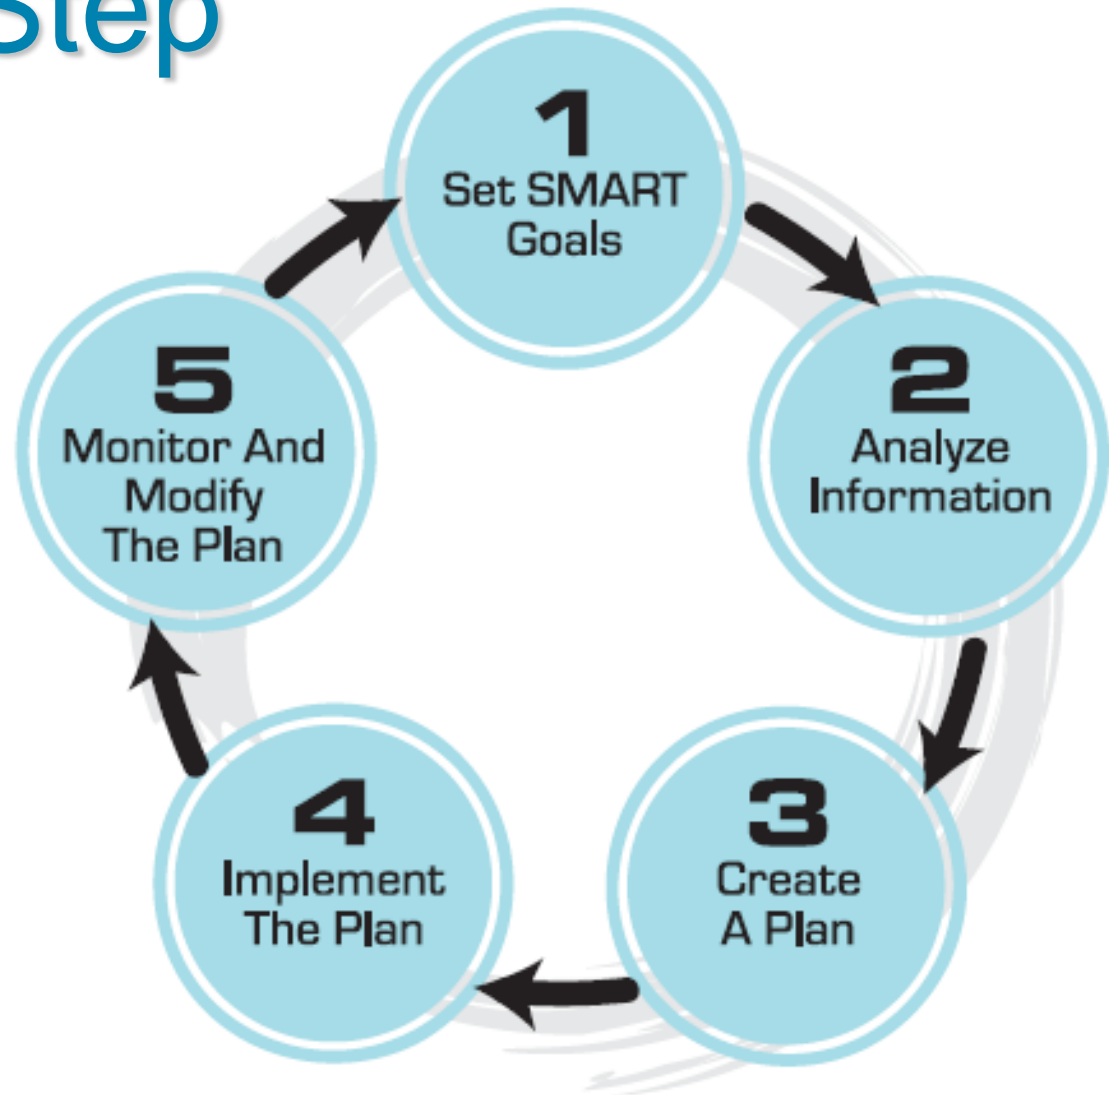 Step
1
Set SMART
Goals
2
Analyze
Information
3
Create
A Plan
4
Implement
The Plan
5
Monitor And
Modify
The Plan